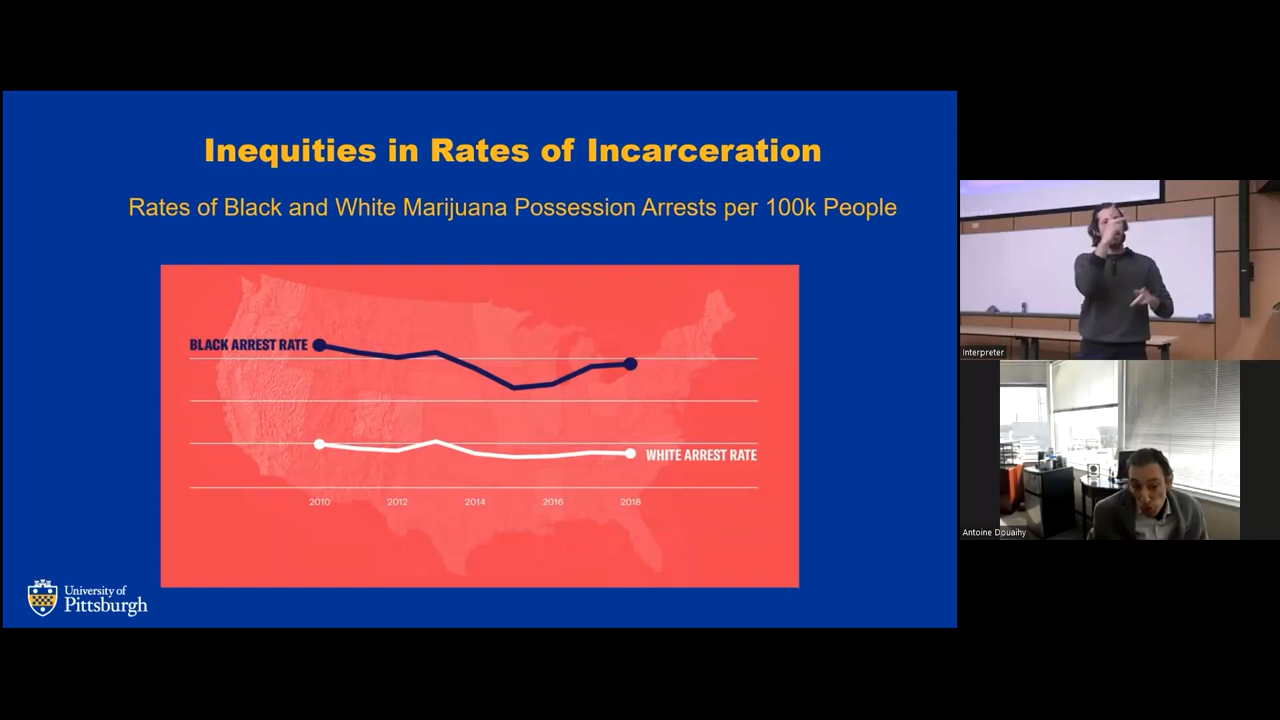 Inequities in Rates of Incarceration
Rates of Black and White Marijuana Possession Arrests per 100k People
BLACK ARREST RATE
WHITE ARREST RATE
2010 2012 2014 2016 2018
University of
Pittsburgh
Interpreter
Antoine Douaihy